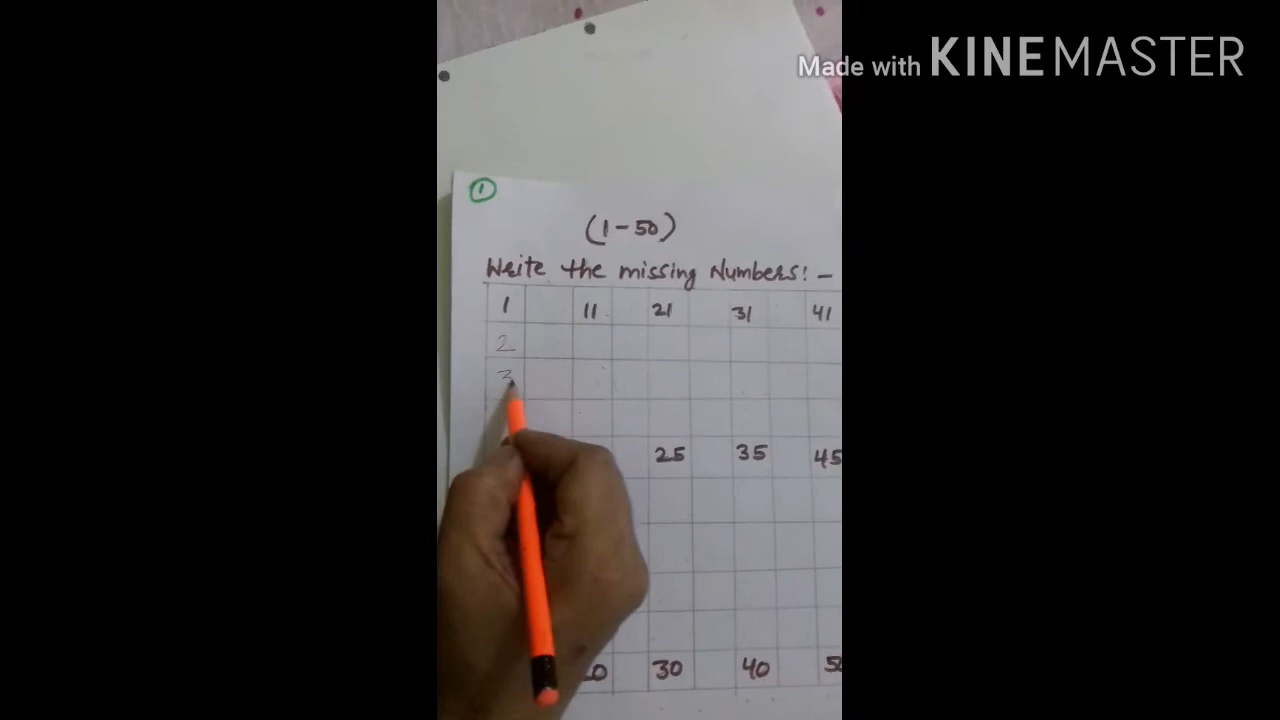 Made with KINEMASTER
1
(1-50)
Write the missing Numbers:-
1 11 21 31 41
2
3
25 35 45
30 40